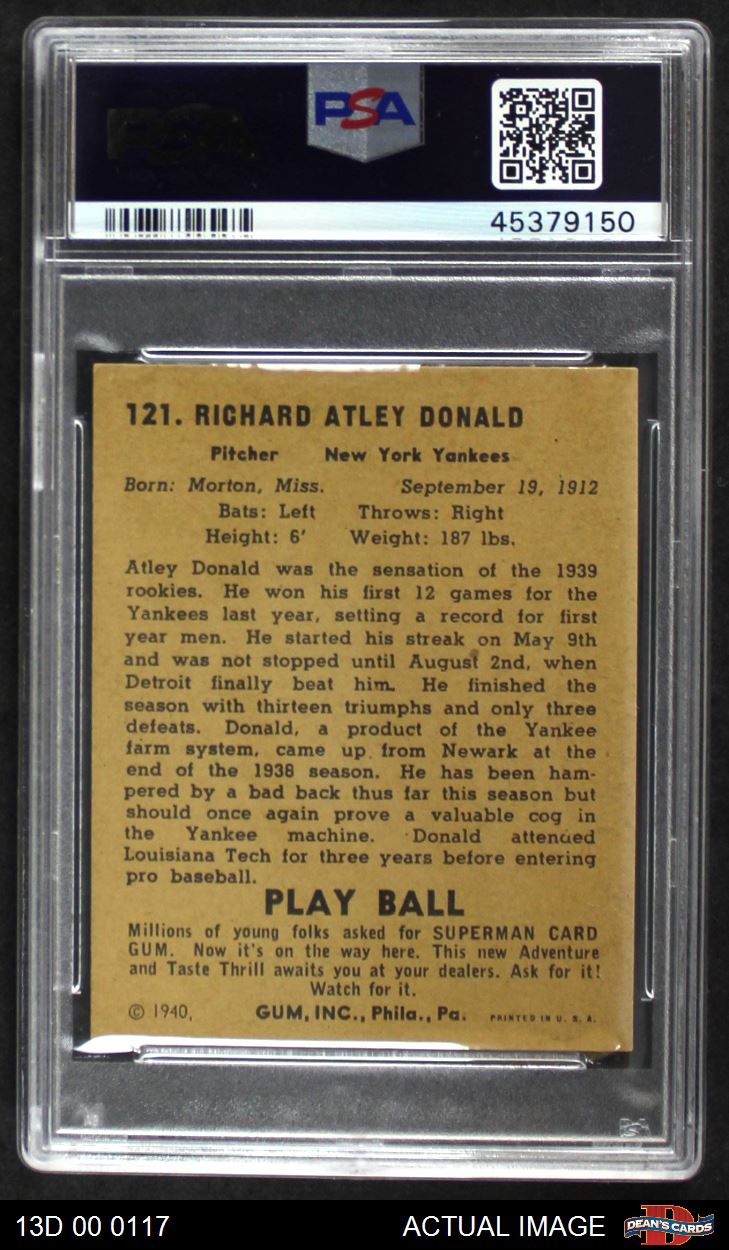 PSA
45379150
121. RICHARD ATLEY DONALD
Pitcher New York Yankees
Born: Morton, Miss. September 19, 1912
Bats: Left Throws: Right
Height: 6' Weight: 187 lbs.
Atley Donald was the sensation of the 1939
rookies. He won his first 12 games for the
Yankees last year, setting a record for first
year men. He started his streak on May 9th
and was not stopped until August 2nd, when
Detroit finally beat him. He finished the
season with thirteen triumphs and only three
defeats. Donald, a product of the Yankee
farm system, came up from Newark at the
end of the 1938 season. He has been ham-
pered by a bad back thus far this season but
should once again prove a valuable cog in
the Yankee machine. Donald attended
Louisiana Tech for three years before entering
pro baseball.
PLAY BALL
Millions of young folks asked for SUPERMAN CARD
GUM. Now it's on the way here. This new Adventure
and Taste Thrill awaits you at your dealers. Ask for it!
Watch for it.
© 1940, GUM, INC., Phila., Pa. PRINTED IN U. S. A.
PSA
13D 00 0117 ACTUAL IMAGE DEAN'S CARDS